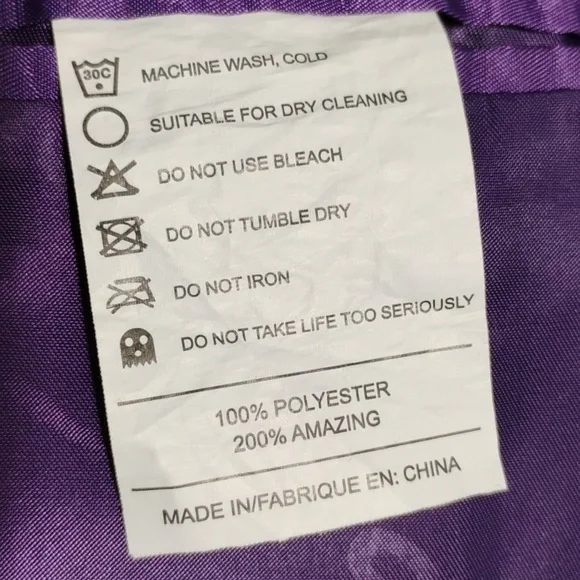 30C
MACHINE WASH, COLD
SUITABLE FOR DRY CLEANING
DO NOT USE BLEACH
DO NOT TUMBLE DRY
DO NOT IRON
DO NOT TAKE LIFE TOO SERIOUSLY
100% POLYESTER
200% AMAZING
MADE IN/FABRIQUE EN: CHINA